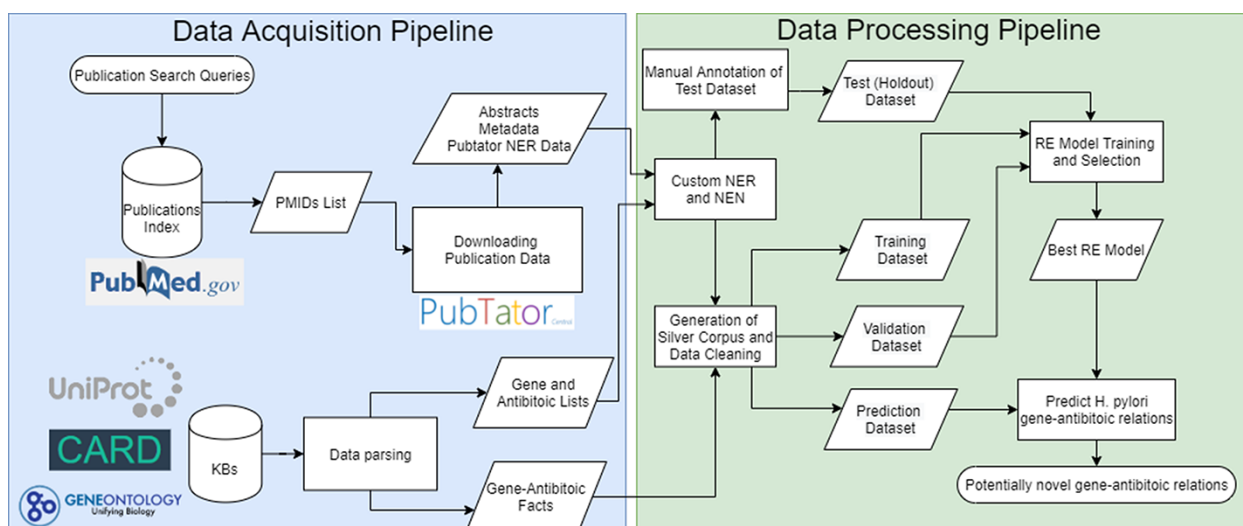 Data Acquisition Pipeline
Publication Search Queries
Publications
Index
PubMed.gov
PMIDs List
Abstracts
Metadata
Pubtator NER Data
Downloading
Publication Data
PubTator
Central
UniProt
CARD
GENEONTOLOGY
Unifying Biology
KBs
Data parsing
Gene and
Antibitoic Lists
Gene-Antibitoic
Facts
Data Processing Pipeline
Manual Annotation of
Test Dataset
Test (Holdout)
Dataset
RE Model Training
and Selection
Custom NER
and NEN
Training
Dataset
Best RE Model
Generation of
Silver Corpus and
Data Cleaning
Validation
Dataset
Prediction
Dataset
Predict H. pylori
gene-antibitoic relations
Potentially novel gene-antibitoic relations